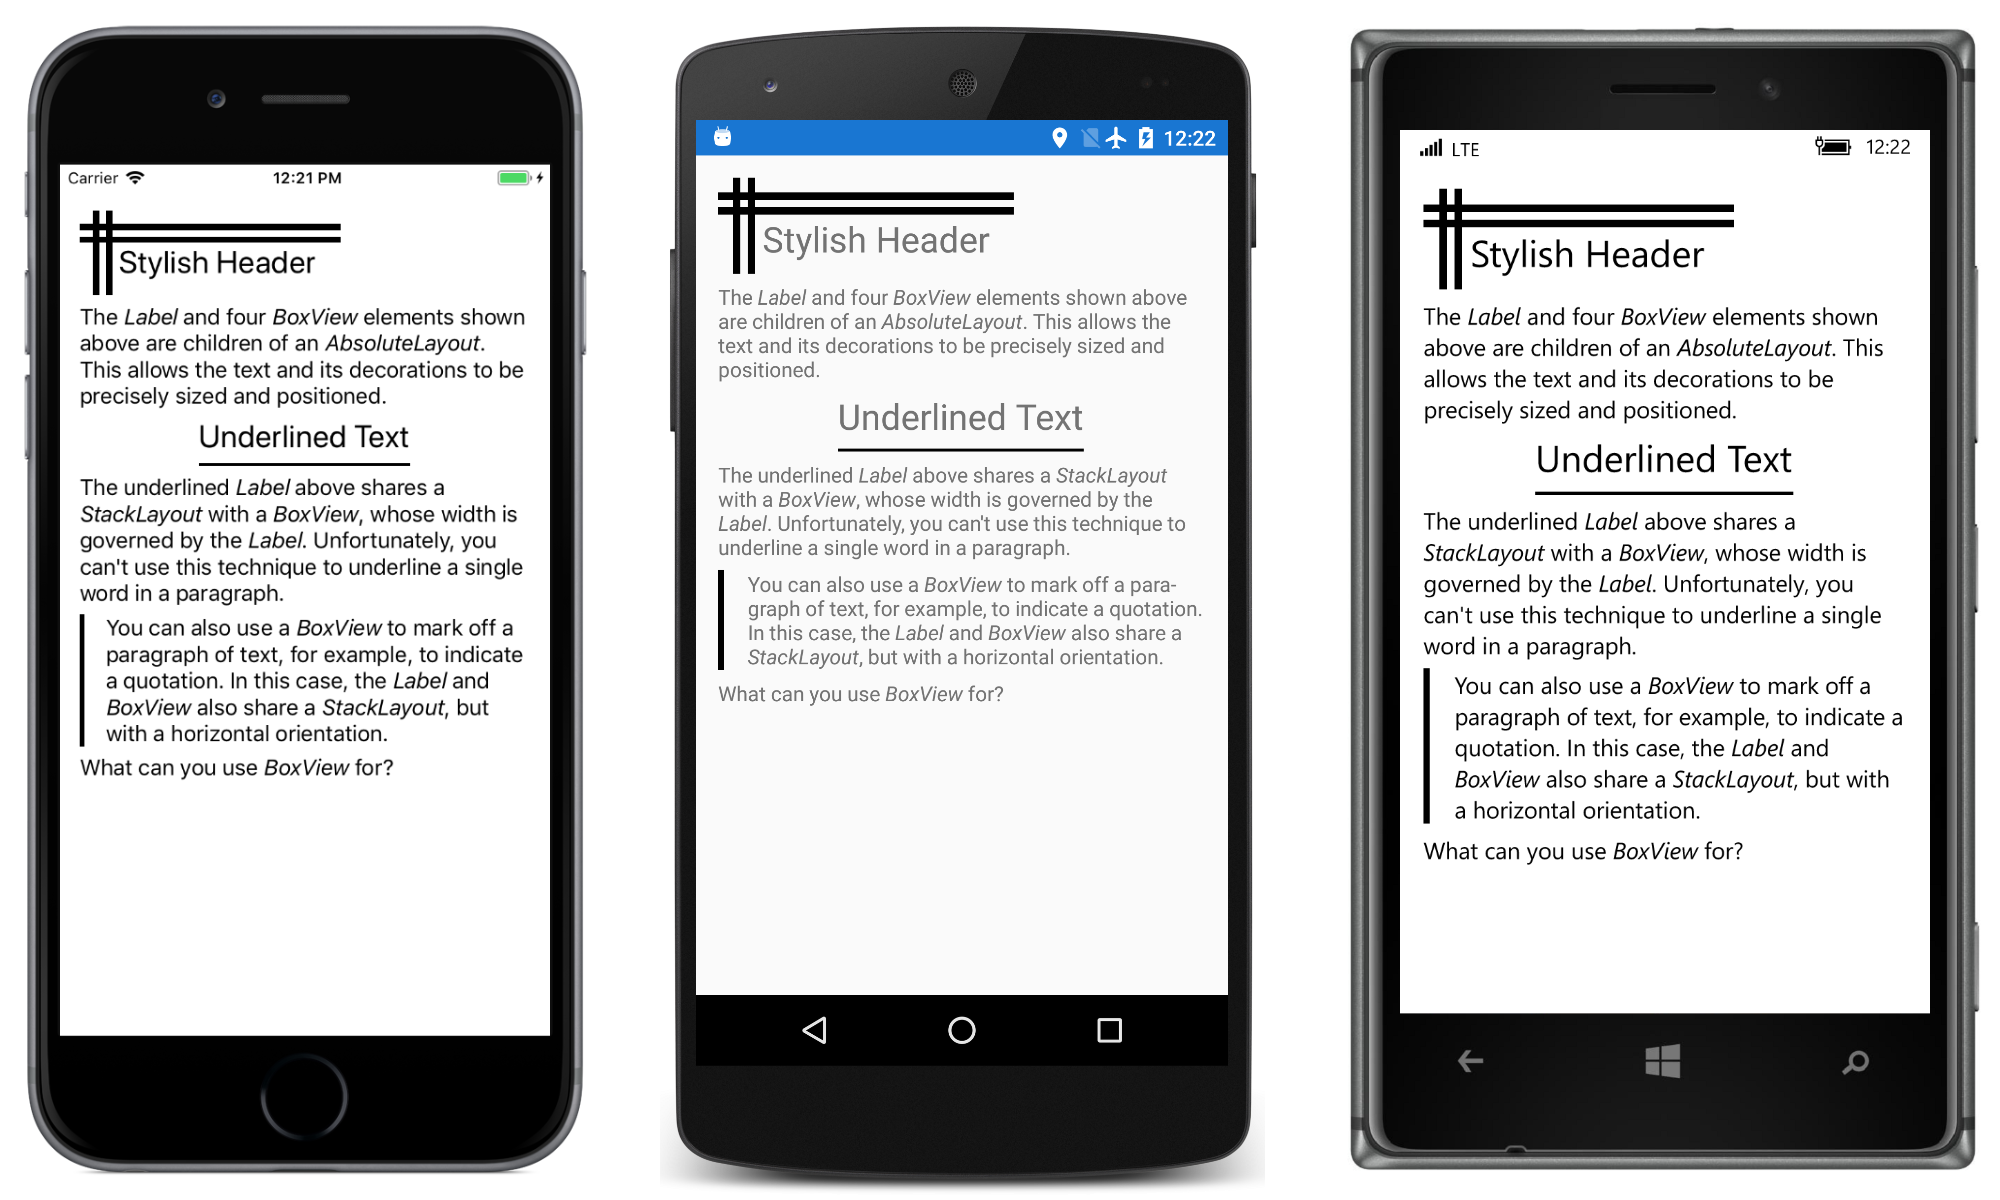 Carrier 12:21 PM
Stylish Header
The Label and four BoxView elements shown
above are children of an AbsoluteLayout.
This allows the text and its decorations to be
precisely sized and positioned.
Underlined Text
The underlined Label above shares a
StackLayout with a BoxView, whose width is
governed by the Label. Unfortunately, you
can't use this technique to underline a single
word in a paragraph.
You can also use a BoxView to mark off a
paragraph of text, for example, to indicate
a quotation. In this case, the Label and
BoxView also share a StackLayout, but
with a horizontal orientation.
What can you use BoxView for?
12:22
Stylish Header
The Label and four BoxView elements shown above
are children of an AbsoluteLayout. This allows the
text and its decorations to be precisely sized and
positioned.
Underlined Text
The underlined Label above shares a StackLayout
with a BoxView, whose width is governed by the
Label. Unfortunately, you can't use this technique to
underline a single word in a paragraph.
You can also use a BoxView to mark off a para-
graph of text, for example, to indicate a quotation.
In this case, the Label and BoxView also share a
StackLayout, but with a horizontal orientation.
What can you use BoxView for?
LTE 12:22
Stylish Header
The Label and four BoxView elements shown
above are children of an AbsoluteLayout. This
allows the text and its decorations to be
precisely sized and positioned.
Underlined Text
The underlined Label above shares a
StackLayout with a BoxView, whose width is
governed by the Label. Unfortunately, you
can't use this technique to underline a single
word in a paragraph.
You can also use a BoxView to mark off a
paragraph of text, for example, to indicate a
quotation. In this case, the Label and
BoxView also share a StackLayout, but with
a horizontal orientation.
What can you use BoxView for?